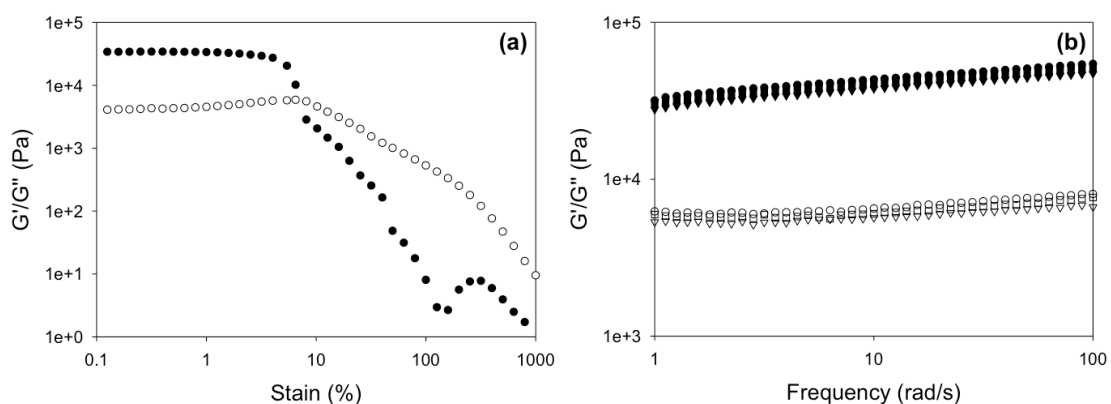 (a)
G'/G" (Pa)
1e+5
1e+4
1e+3
1e+2
1e+1
1e+0
0.1 1 10 100 1000
Stain (%)
(b)
G'/G" (Pa)
1e+5
1e+4
1e+3
1 10 100
Frequency (rad/s)